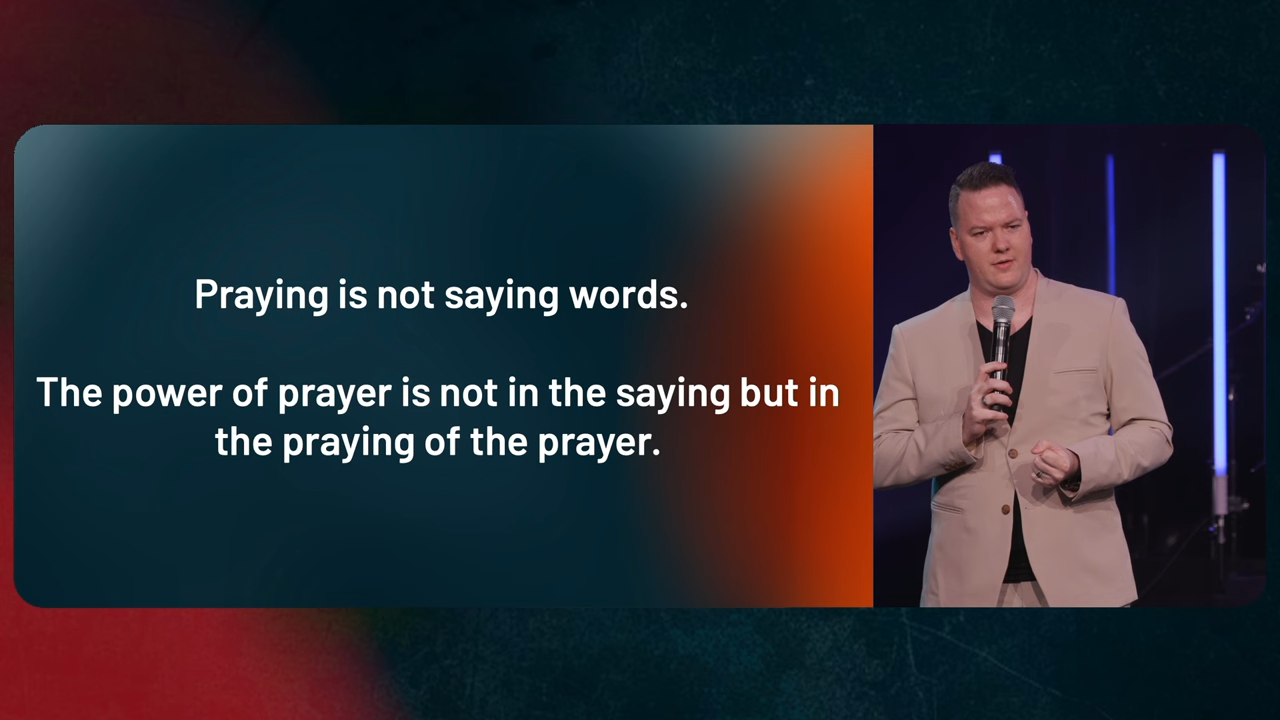 Praying is not saying words.
The power of prayer is not in the saying but in
the praying of the prayer.